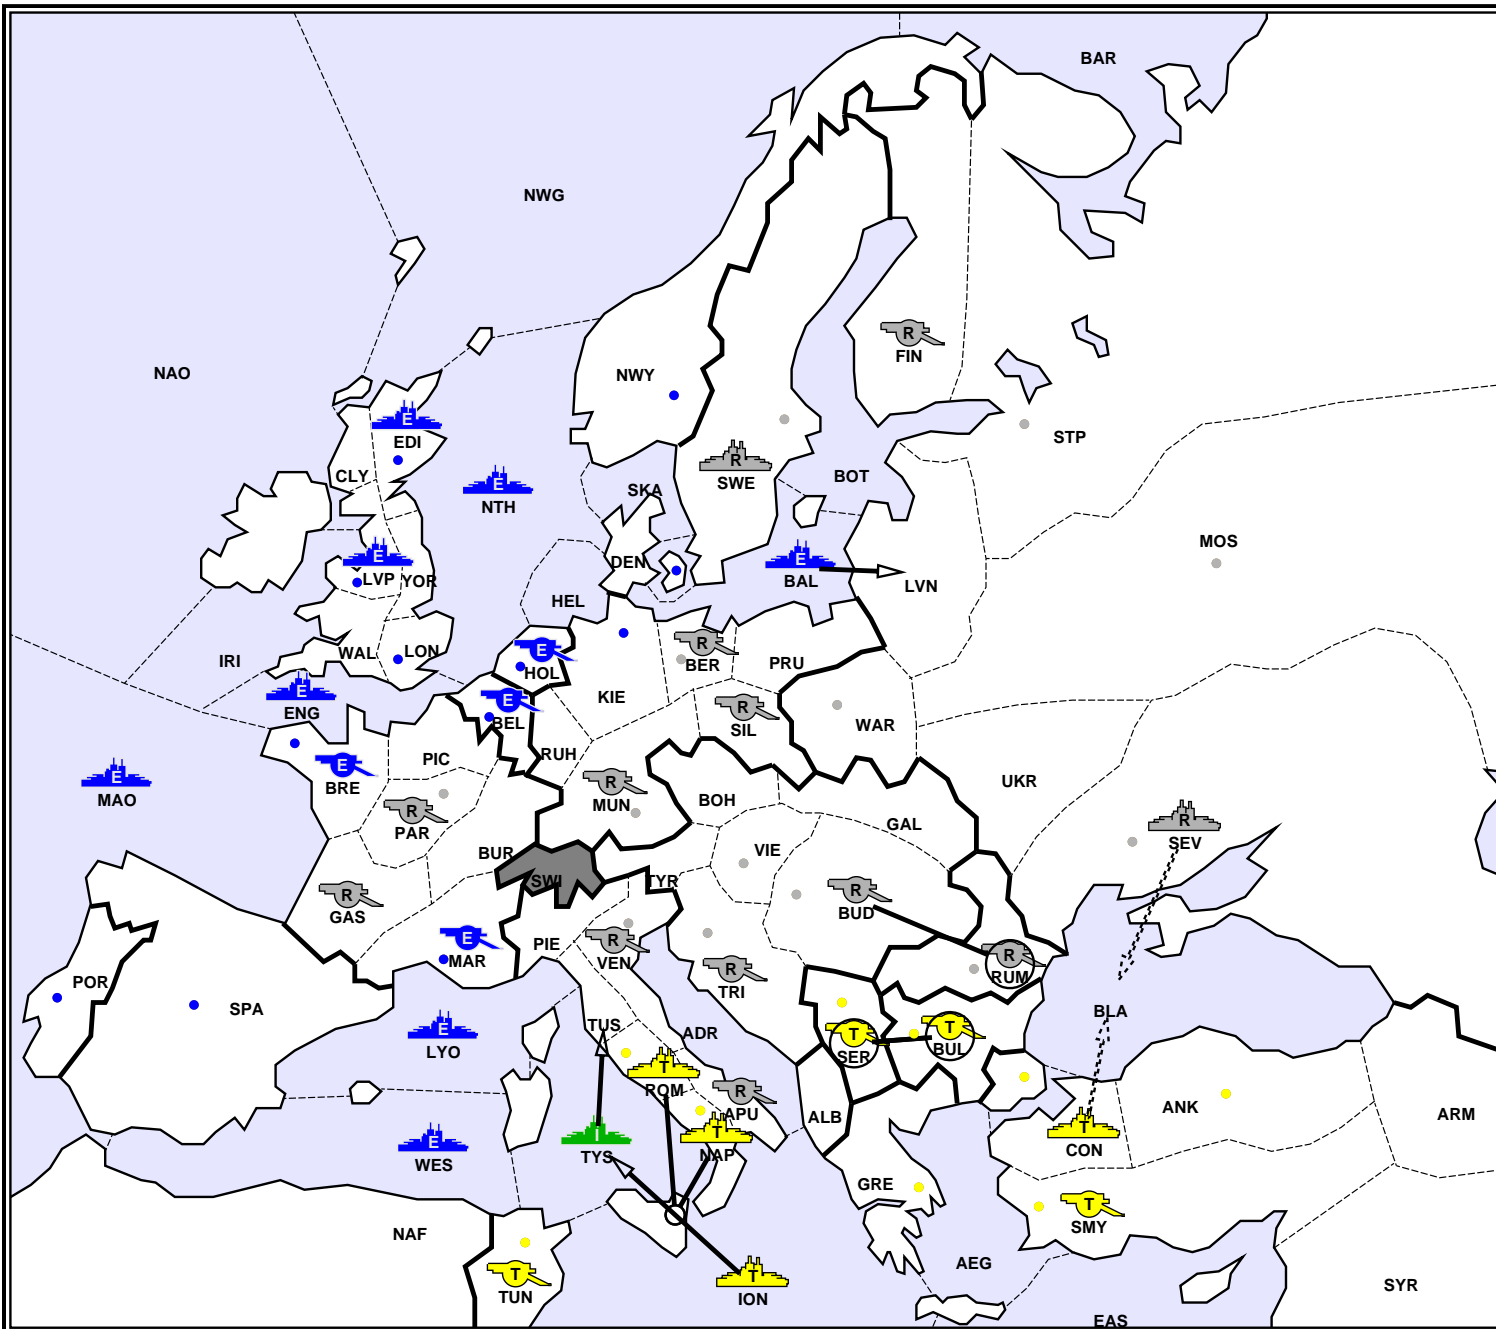 BAR
NWG
R
FIN
NAO
NWY
E
EDI
STP
CLY
R
SWE
BOT
SKA
E
NTH
MOS
E
LVP
YOR
DEN
E
BAL
LVN
HEL
IRI
WAL
LON
E
HOL
R
BER
PRU
E
ENG
KIE
E
BEL
R
SIL
WAR
PIC
RUH
UKR
E
BRE
E
MAO
R
MUN
BOH
R
PAR
GAL
R
SEV
BUR
VIE
SWI
TYR
R
GAS
R
BUD
E
MAR
PIE
R
VEN
R
RUM
POR
SPA
R
TRI
BLA
E
LYO
TUS
ADR
T
SER
T
BUL
T
ROM
R
APU
ALB
ANK
ARM
E
WES
I
TYS
T
NAP
T
CON
GRE
T
SMY
NAF
AEG
T
TUN
T
ION
SYR
EAS